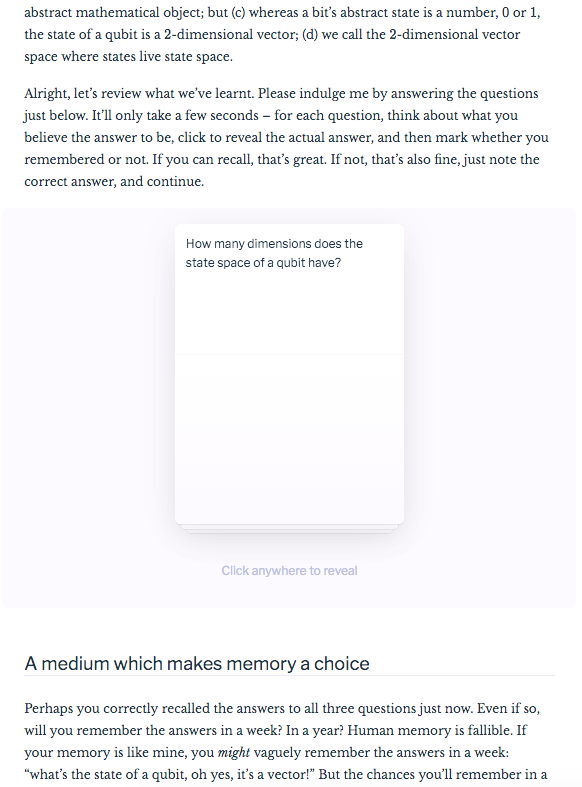 abstract mathematical object; but (c) whereas a bit’s abstract state is a number, 0 or 1,
the state of a qubit is a 2-dimensional vector; (d) we call the 2-dimensional vector
space where states live state space.
Alright, let’s review what we’ve learnt. Please indulge me by answering the questions
just below. It’ll only take a few seconds – for each question, think about what you
believe the answer to be, click to reveal the actual answer, and then mark whether you
remembered or not. If you can recall, that’s great. If not, that’s also fine, just note the
correct answer, and continue.
How many dimensions does the
state space of a qubit have?
Click anywhere to reveal
A medium which makes memory a choice
Perhaps you correctly recalled the answers to all three questions just now. Even if so,
will you remember the answers in a week? In a year? Human memory is fallible. If
your memory is like mine, you might vaguely remember the answers in a week:
“what’s the state of a qubit, oh yes, it’s a vector!” But the chances you’ll remember in a